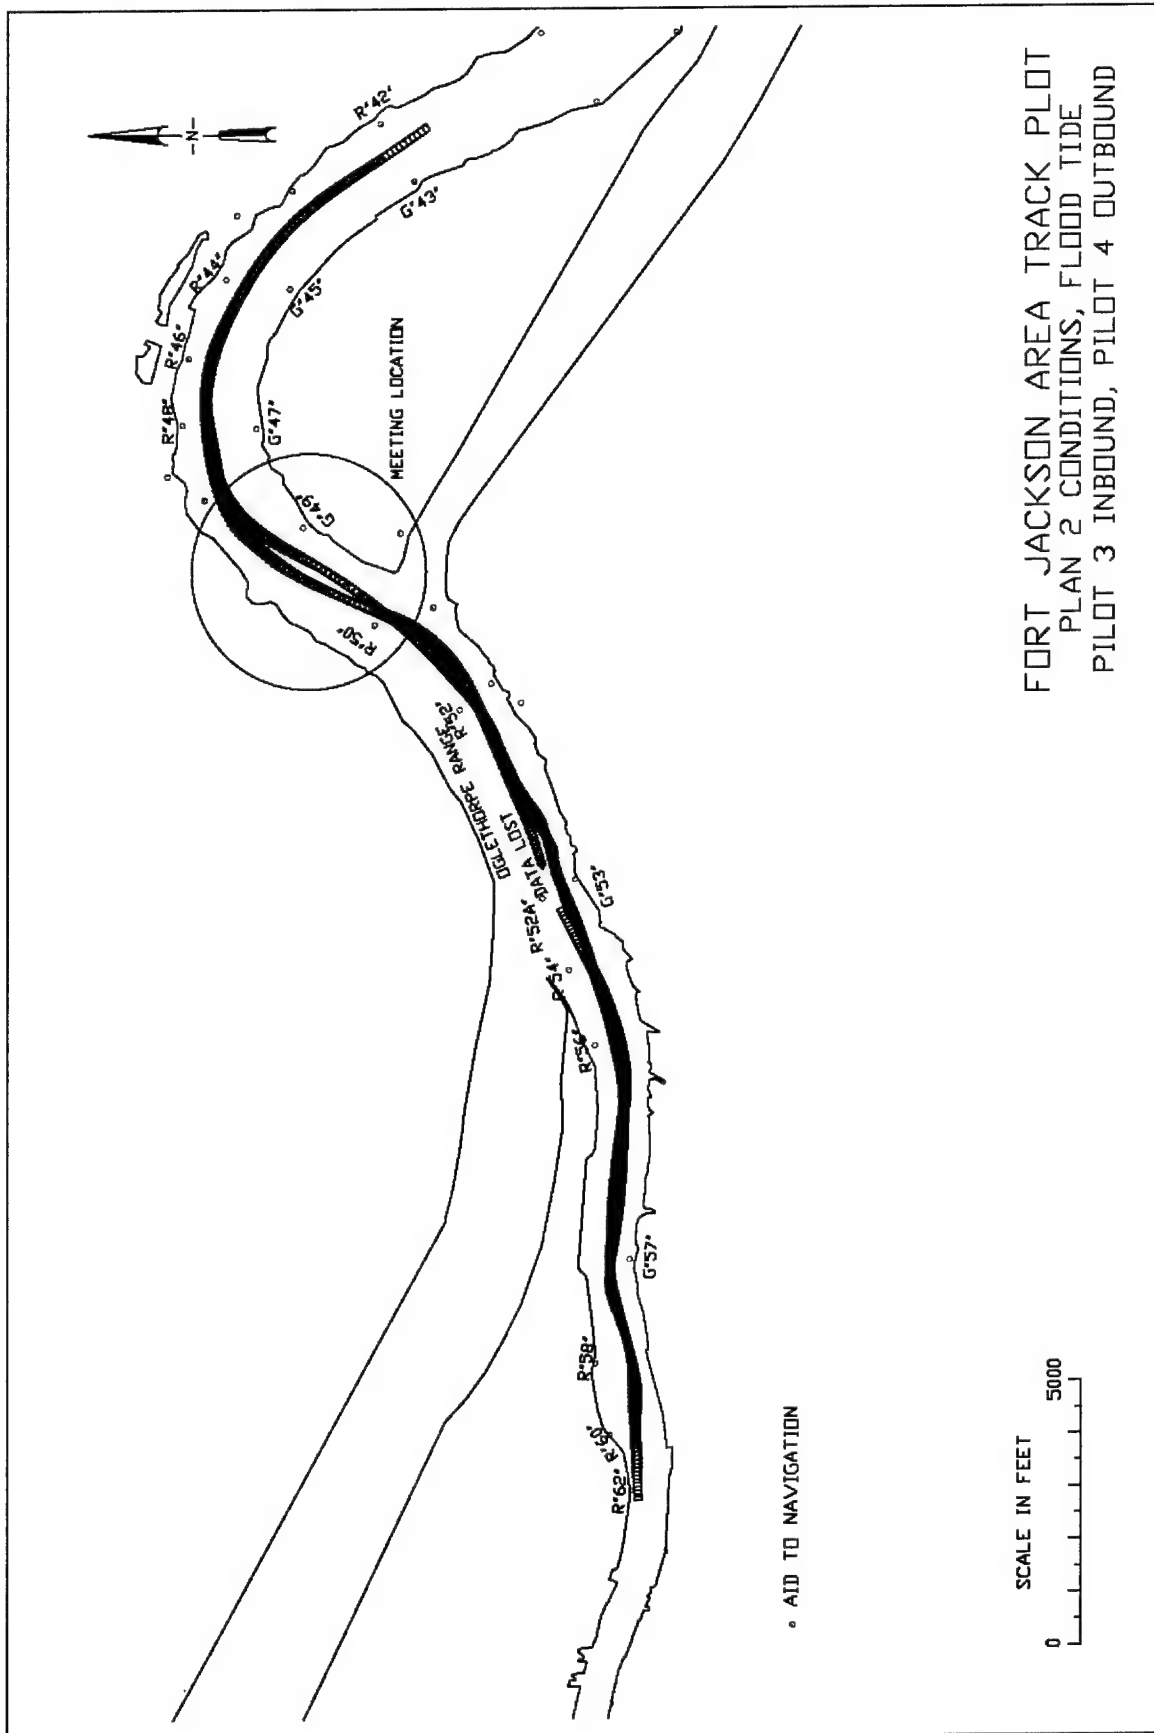 -N-
R"42"
G"43"
R"44"
G"45"
R"46"
R"48"
G"47"
G"49"
MEETING LOCATION
R"50"
R"52"
OGLETHORPE RANGE
DATA LOST
R"52A"
G"53"
R"54"
R"56"
G"57"
R"58"
R"60"
R"62"
FORT JACKSON AREA TRACK PLOT
PLAN 2 CONDITIONS, FLOOD TIDE
PILOT 3 INBOUND, PILOT 4 OUTBOUND
AID TO NAVIGATION
SCALE IN FEET
0 5000